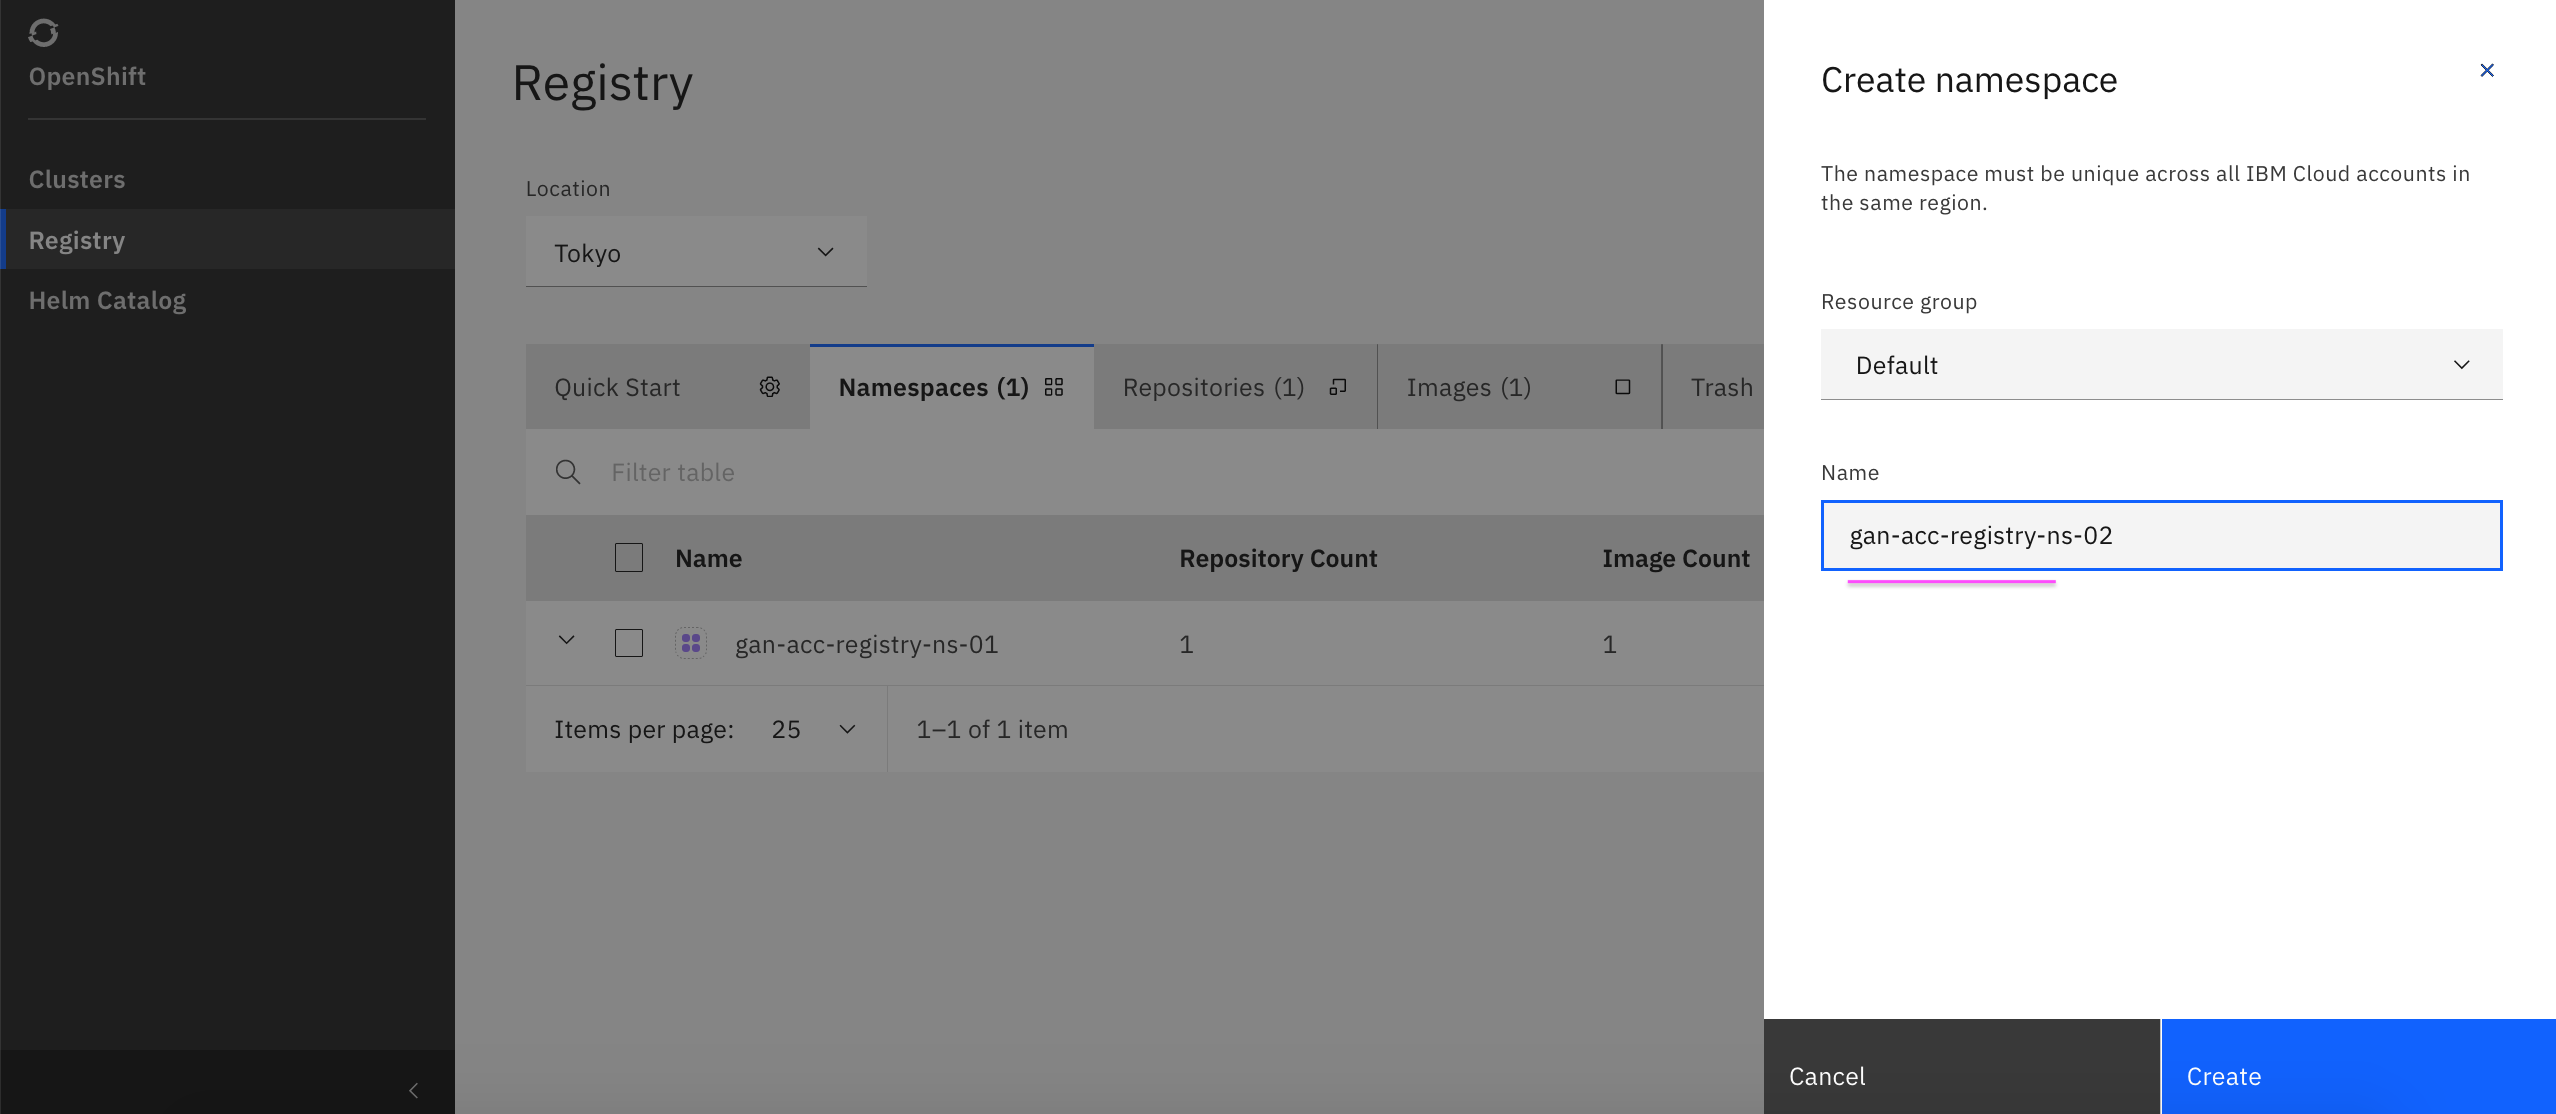 OpenShift
Clusters
Registry
Helm Catalog
Registry
Location
Tokyo
Quick Start
Namespaces (1)
Repositories (1)
Images (1)
Trash
Filter table
Name Repository Count Image Count
gan-acc-registry-ns-01 1 1
Items per page: 25 1–1 of 1 item
Create namespace
The namespace must be unique across all IBM Cloud accounts in
the same region.
Resource group
Default
Name
gan-acc-registry-ns-02
Cancel
Create